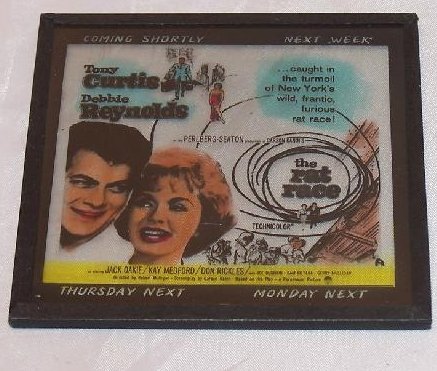 COMING SHORTLY
NEXT WEEK
Tony
Curtis
Debbie
Reynolds
...caught in
the turmoil
of New York's
wild, frantic,
furious
rat race!
PERLBERG-SEATON
the
rat
race
TECHNICOLOR
JACK OAKIE/KAY MEDFORD/DON RICKLES
THURSDAY NEXT
MONDAY NEXT